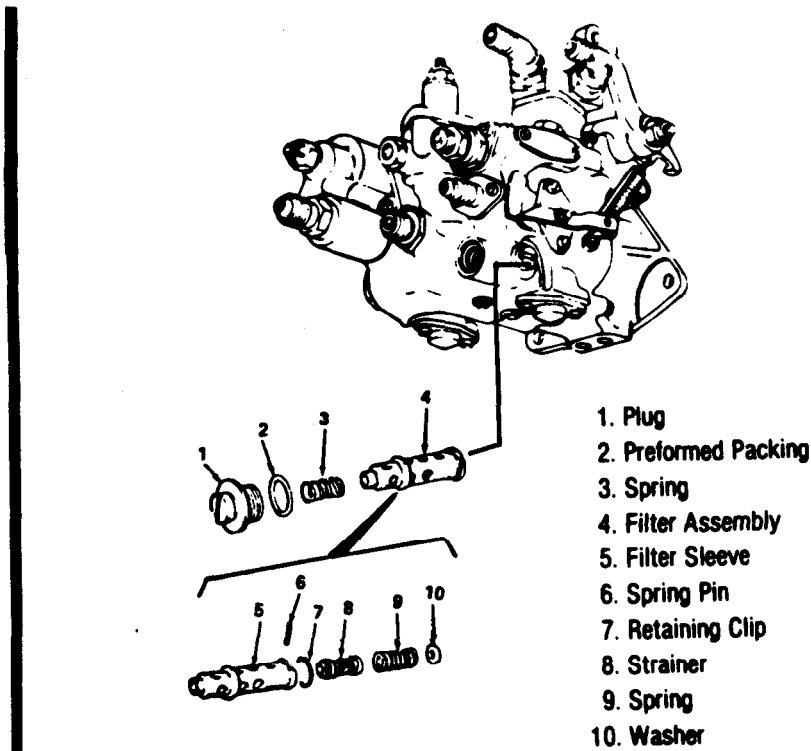 4
3
2
1
6
5
7
8
9
10
1. Plug
2. Preformed Packing
3. Spring
4. Filter Assembly
5. Filter Sleeve
6. Spring Pin
7. Retaining Clip
8. Strainer
9. Spring
10. Washer